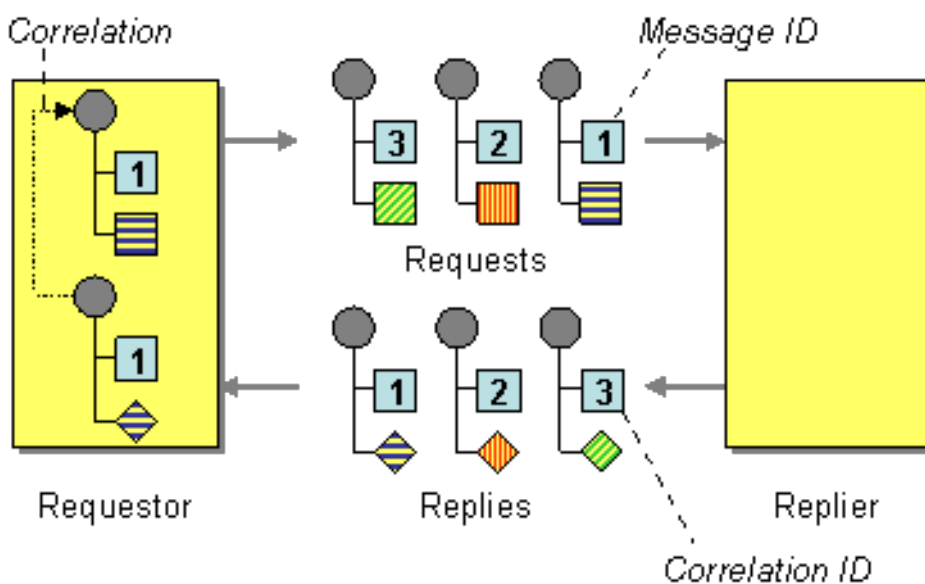 Correlation
Message ID
3
2
1
1
Requests
1
1
2
3
Requestor
Replies
Replier
Correlation ID